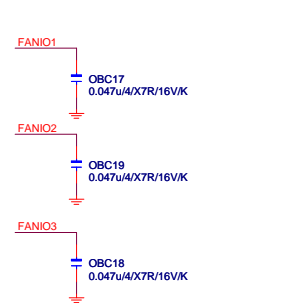 FANIO1
OBC17
0.047u/4/X7R/16V/K
FANIO2
OBC19
0.047u/4/X7R/16V/K
FANIO3
OBC18
0.047u/4/X7R/16V/K